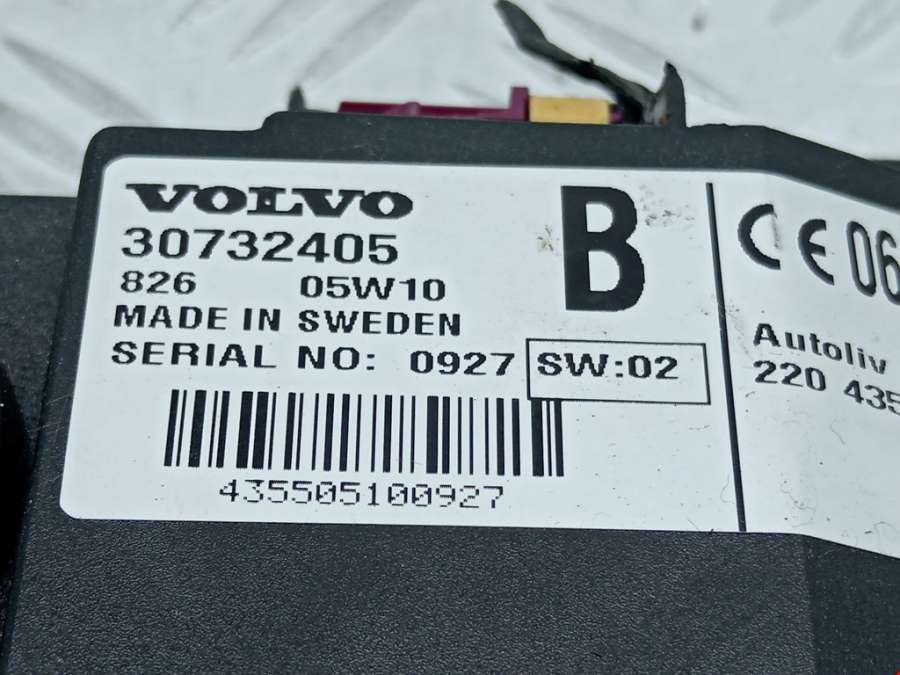 VOLVO
30732405
826 05W10
MADE IN SWEDEN
SERIAL NO: 0927 SW:02
435505100927
B
CE 06
Autoliv
220 435